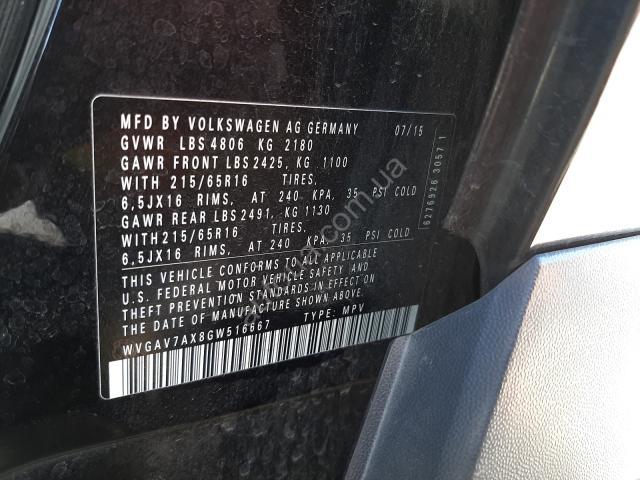 MFD BY VOLKSWAGEN AG GERMANY 07/15
GVWR LBS 4806 KG 2180
GAWR FRONT LBS 2425, KG 1100
WITH 215/65R16 TIRES,
6,5JX16 RIMS, AT 240 KPA, 35 PSI COLD
GAWR REAR LBS 2491, KG 1130
WITH 215/65R16 TIRES,
6,5JX16 RIMS, AT 240 KPA, 35 PSI COLD
THIS VEHICLE CONFORMS TO ALL APPLICABLE
U.S. FEDERAL MOTOR VEHICLE SAFETY AND
THEFT PREVENTION STANDARDS IN EFFECT
ON THE DATE OF MANUFACTURE SHOWN ABOVE.
WVGAV7AX8GW516667 TYPE: MPV
6276926 30571